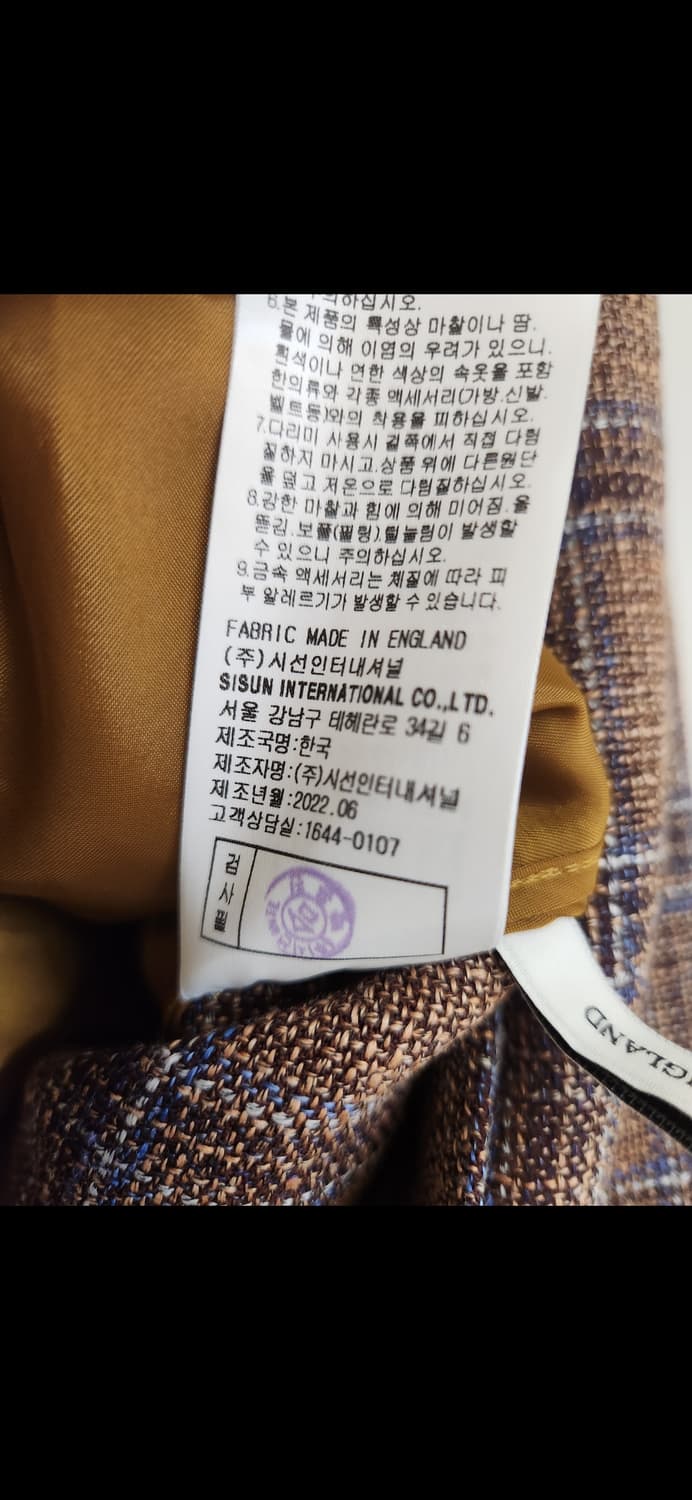 의하십시오.
6.본 제품의 특성상 마찰이나 땀.
물에 의해 이염의 우려가 있으니.
흰색이나 연한 색상의 속옷을 포함
한의류와 각종 액세서리(가방.신발.
벨트등)와의 착용을 피하십시오.
7.다리미 사용시 겉쪽에서 직접 다림
질하지 마시고.상품 위에 다른원단
을 덮고 저온으로 다림질하십시오.
8.강한 마찰과 힘에 의해 미어짐.올
뜯김.보풀(필링).털눌림이 발생할
수 있으니 주의하십시오.
9.금속 액세서리는 체질에 따라 피
부 알레르기가 발생할 수 있습니다.
FABRIC MADE IN ENGLAND
(주)시선인터내셔널
SISUN INTERNATIONAL CO.,LTD.
서울 강남구 테헤란로 34길 6
제조국명:한국
제조자명:(주)시선인터내셔널
제조년월:2022.06
고객상담실:1644-0107
검사필
NGLAND